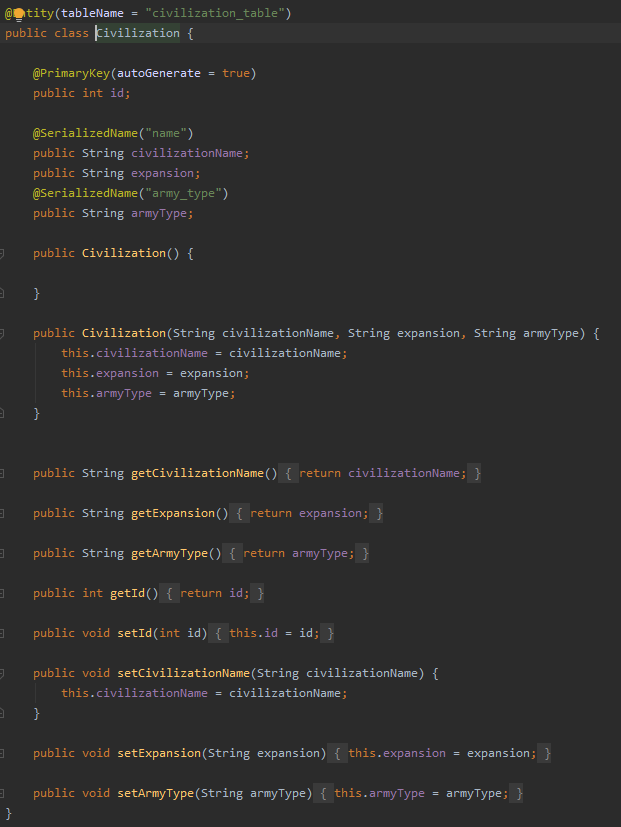 @Entity(tableName = "civilization_table")
public class Civilization {
@PrimaryKey(autoGenerate = true)
public int id;
@SerializedName("name")
public String civilizationName;
public String expansion;
@SerializedName("army_type")
public String armyType;
public Civilization() {
}
public Civilization(String civilizationName, String expansion, String armyType) {
this.civilizationName = civilizationName;
this.expansion = expansion;
this.armyType = armyType;
}
public String getCivilizationName() { return civilizationName; }
public String getExpansion() { return expansion; }
public String getArmyType() { return armyType; }
public int getId() { return id; }
public void setId(int id) { this.id = id; }
public void setCivilizationName(String civilizationName) {
this.civilizationName = civilizationName;
}
public void setExpansion(String expansion) { this.expansion = expansion; }
public void setArmyType(String armyType) { this.armyType = armyType; }
}